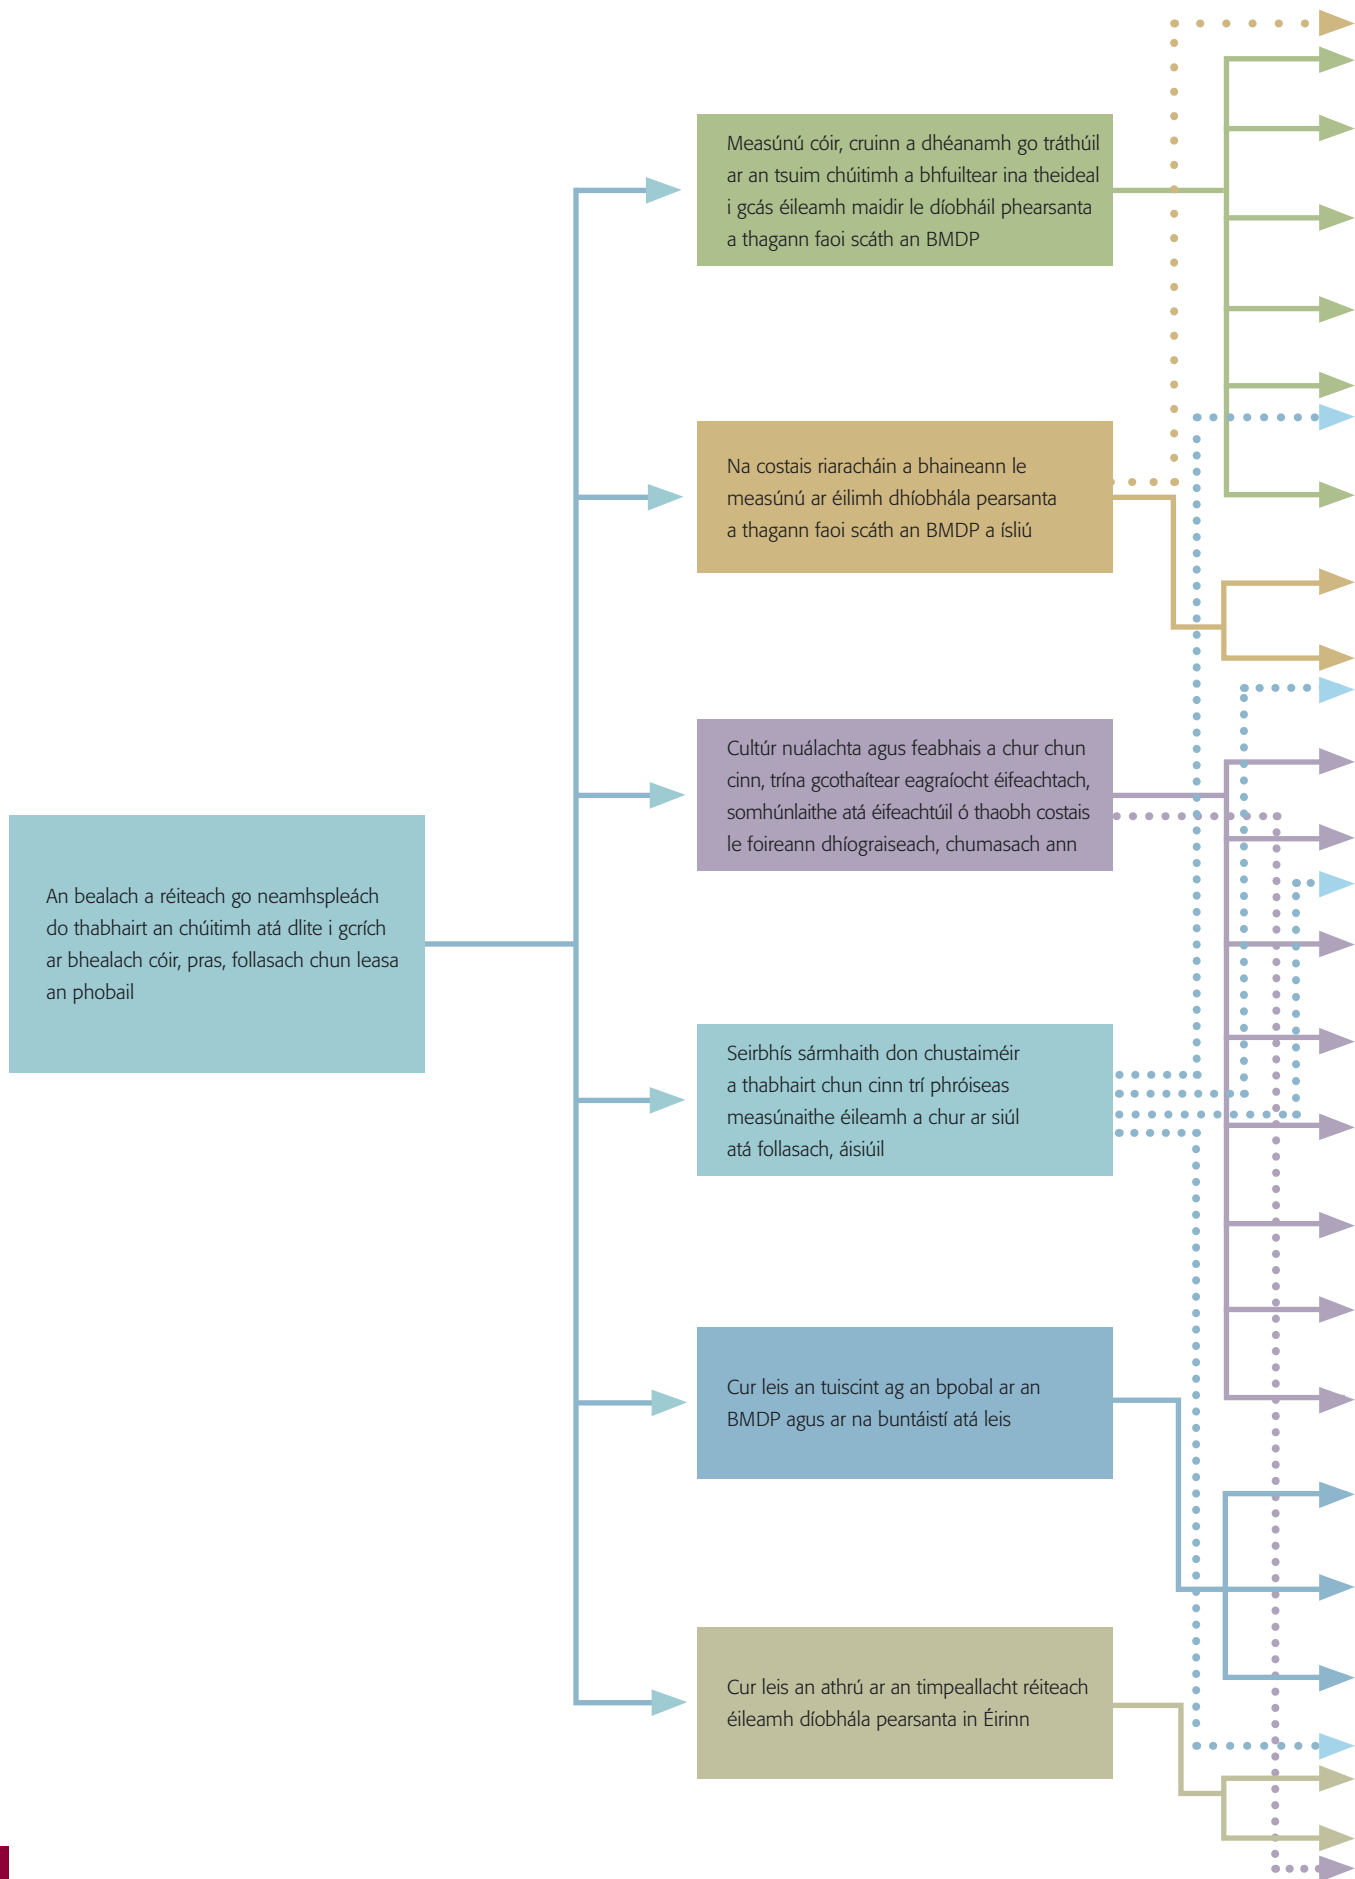 Measúnú cóir, cruinn a dhéanamh go tráthúil
ar an tsuim chúitimh a bhfuiltear ina theideal
i gcás éileamh maidir le díobháil phearsanta
a thagann faoi scáth an BMDP
Na costais riaracháin a bhaineann le
measúnú ar éilimh dhíobhála pearsanta
a thagann faoi scáth an BMDP a ísliú
Cultúr nuálachta agus feabhais a chur chun
cinn, trína gcothaítear eagraíocht éifeachtach,
somhúnlaithe atá éifeachtúil ó thaobh costais
le foireann dhíograiseach, chumasach ann
An bealach a réiteach go neamhspleách
do thabhairt an chúitimh atá dlite i gcrích
ar bhealach cóir, pras, follasach chun leasa
an phobail
Seirbhís sármhaith don chustaiméir
a thabhairt chun cinn trí phróiseas
measúnaithe éileamh a chur ar siúl
atá follasach, áisiúil
Cur leis an tuiscint ag an bpobal ar an
BMDP agus ar na buntáistí atá leis
Cur leis an athrú ar an timpeallacht réiteach
éileamh díobhála pearsanta in Éirinn